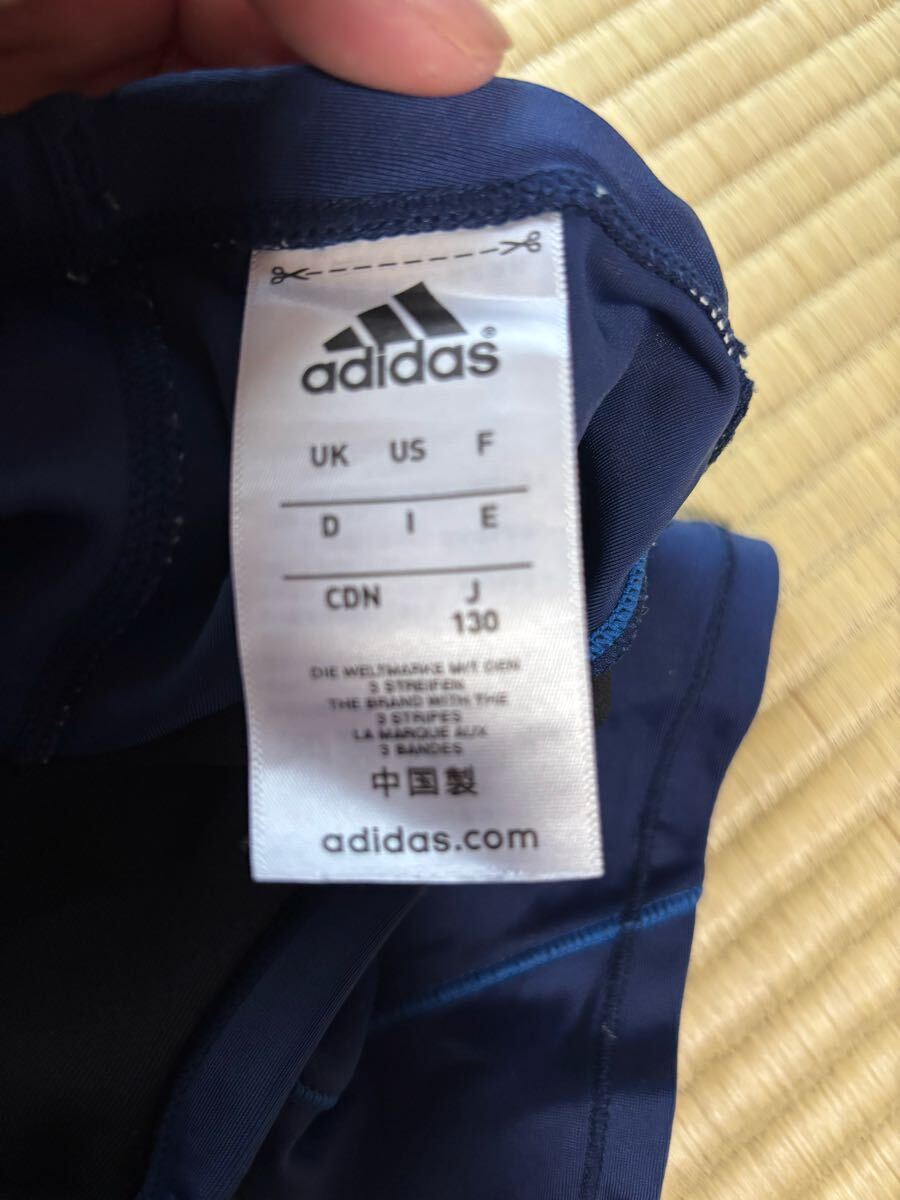 adidas®
UK US F
D I E
CDN J
130
DIE WELTMARKE MIT DEN
3 STREIFEN
THE BRAND WITH THE
3 STRIPES
LA MARQUE AUX
3 BANDES
中国製
adidas.com